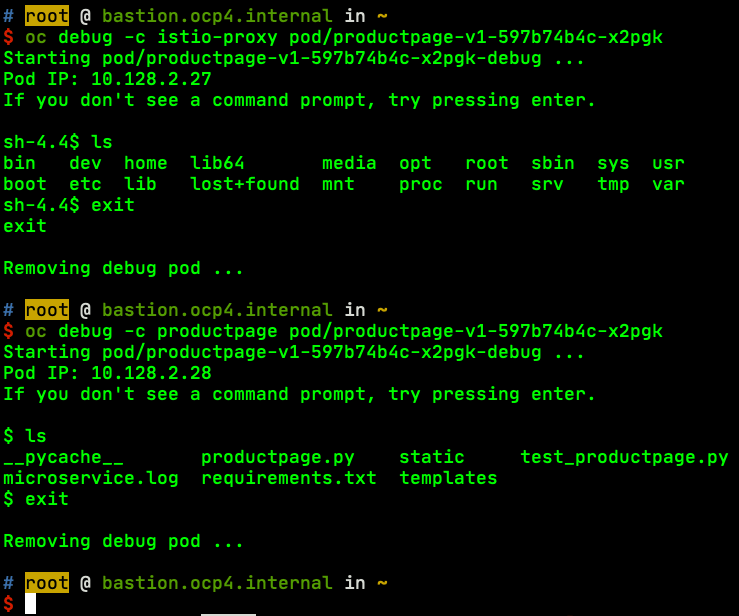 # root @ bastion.ocp4.internal in ~
$ oc debug -c istio-proxy pod/productpage-v1-597b74b4c-x2pgk
Starting pod/productpage-v1-597b74b4c-x2pgk-debug ...
Pod IP: 10.128.2.27
If you don't see a command prompt, try pressing enter.

sh-4.4$ ls
bin   dev  home  lib64       media  opt   root  sbin  sys  usr
boot  etc  lib   lost+found  mnt    proc  run   srv   tmp  var
sh-4.4$ exit
exit

Removing debug pod ...

# root @ bastion.ocp4.internal in ~
$ oc debug -c productpage pod/productpage-v1-597b74b4c-x2pgk
Starting pod/productpage-v1-597b74b4c-x2pgk-debug ...
Pod IP: 10.128.2.28
If you don't see a command prompt, try pressing enter.

$ ls
__pycache__       productpage.py    static     test_productpage.py
microservice.log  requirements.txt  templates
$ exit

Removing debug pod ...

# root @ bastion.ocp4.internal in ~
$